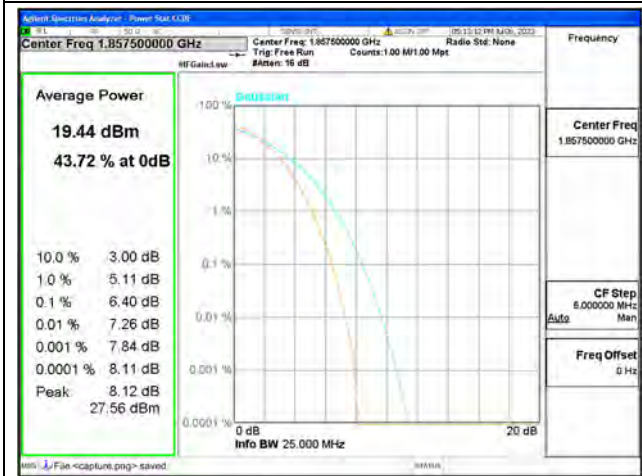 Agilent Spectrum Analyzer - Power Stat CCDF
Center Freq 1.857500000 GHz
Center Freq: 1.857500000 GHz
Trig: Free Run
Counts:1.00 M/1.00 Mpt
#Atten: 16 dB
Radio Std: None
#IFGain:Low
Frequency
Average Power
19.44 dBm
43.72 % at 0dB
10.0 % 3.00 dB
1.0 % 5.11 dB
0.1 % 6.40 dB
0.01 % 7.26 dB
0.001 % 7.84 dB
0.0001 % 8.11 dB
Peak 8.12 dB
27.56 dBm
Gaussian
100 %
10 %
1 %
0.1 %
0.01 %
0.001 %
0.0001 %
0 dB
20 dB
Info BW 25.000 MHz
Center Freq
1.857500000 GHz
CF Step
6.000000 MHz
Auto Man
Freq Offset
0 Hz
MSG
File <capture.png> saved
STATUS